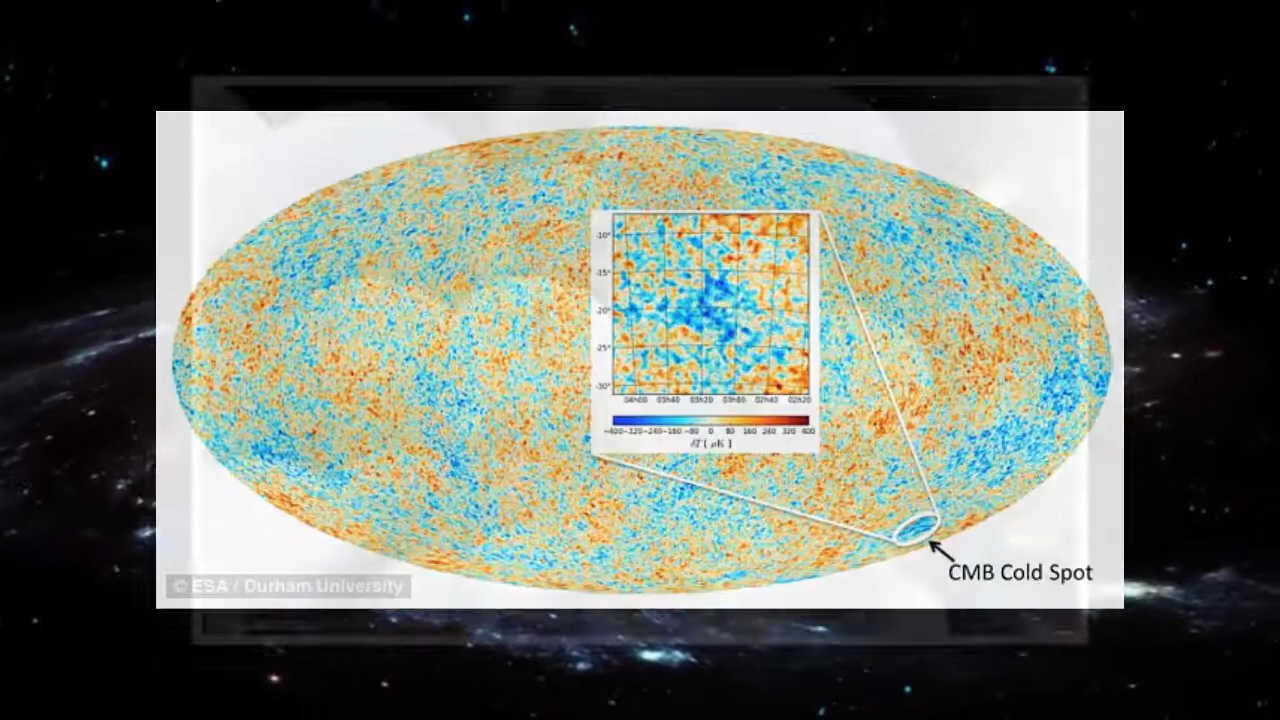 -10°
-15°
-20°
-25°
-30°
04h00 03h40 03h20 03h00 02h40 02h20
-400 -320 -240 -160 -80 0 80 160 240 320 400
δT [ μK ]
CMB Cold Spot
© ESA / Durham University